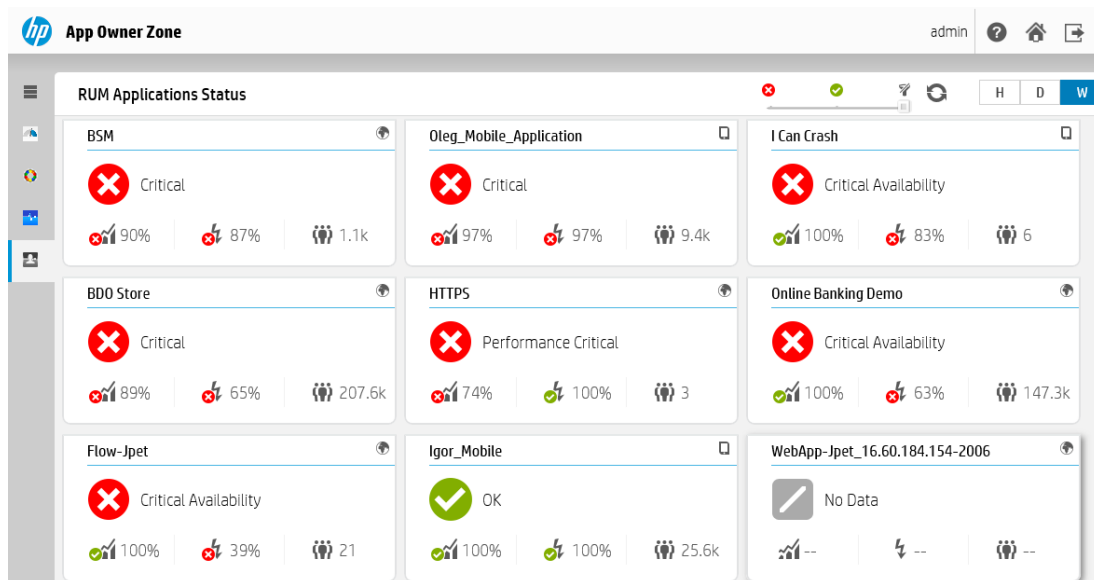 hp App Owner Zone admin ?
RUM Applications Status H D W
BSM
Critical
90% 87% 1.1k
Oleg_Mobile_Application
Critical
97% 97% 9.4k
I Can Crash
Critical Availability
100% 83% 6
BDO Store
Critical
89% 65% 207.6k
HTTPS
Performance Critical
74% 100% 3
Online Banking Demo
Critical Availability
100% 63% 147.3k
Flow-Jpet
Critical Availability
100% 39% 21
Igor_Mobile
OK
100% 100% 25.6k
WebApp-Jpet_16.60.184.154-2006
No Data
-- -- --